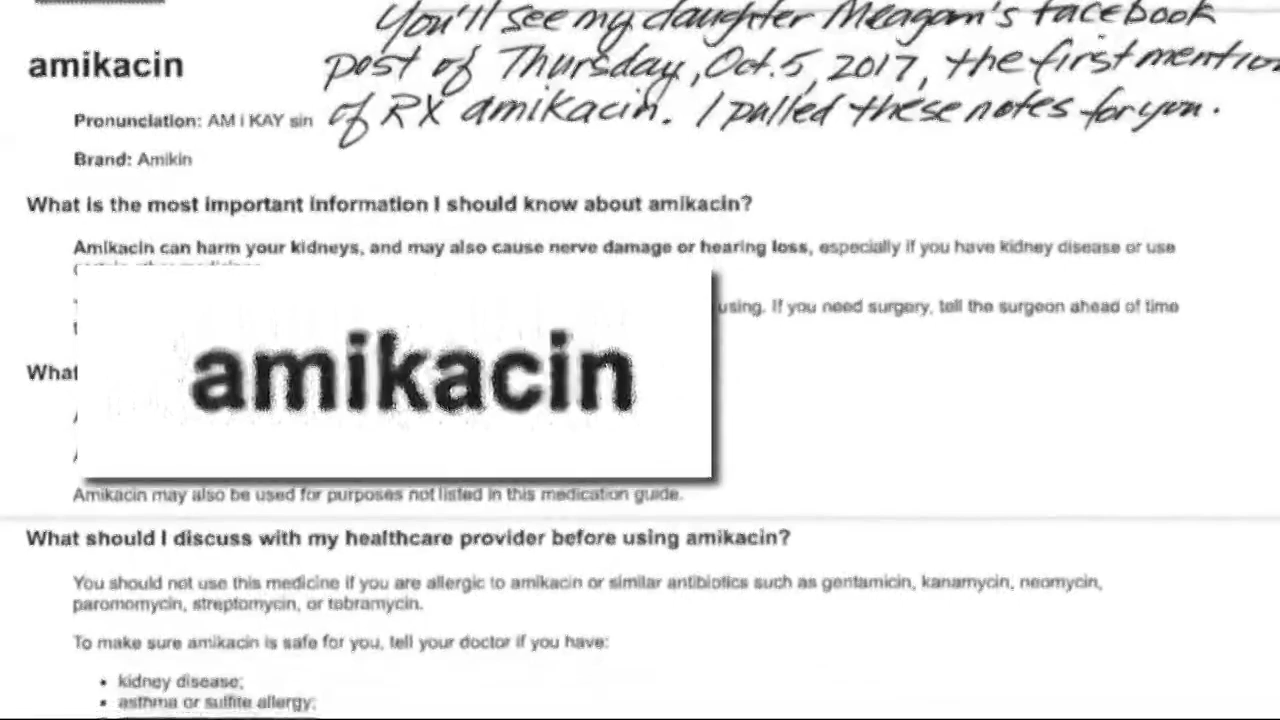 You'll see my daughter Meagan's facebook
post of Thursday, Oct. 5, 2017, the first mention
of RX amikacin. I pulled these notes for you.
amikacin
Pronunciation: AM i KAY sin
Brand: Amikin
What is the most important information I should know about amikacin?
Amikacin can harm your kidneys, and may also cause nerve damage or hearing loss, especially if you have kidney disease or use
using. If you need surgery, tell the surgeon ahead of time
What
amikacin
Amikacin may also be used for purposes not listed in this medication guide.
What should I discuss with my healthcare provider before using amikacin?
You should not use this medicine if you are allergic to amikacin or similar antibiotics such as gentamicin, kanamycin, neomycin,
paromomycin, streptomycin, or tobramycin.
To make sure amikacin is safe for you, tell your doctor if you have:
• kidney disease;
• asthma or sulfite allergy;